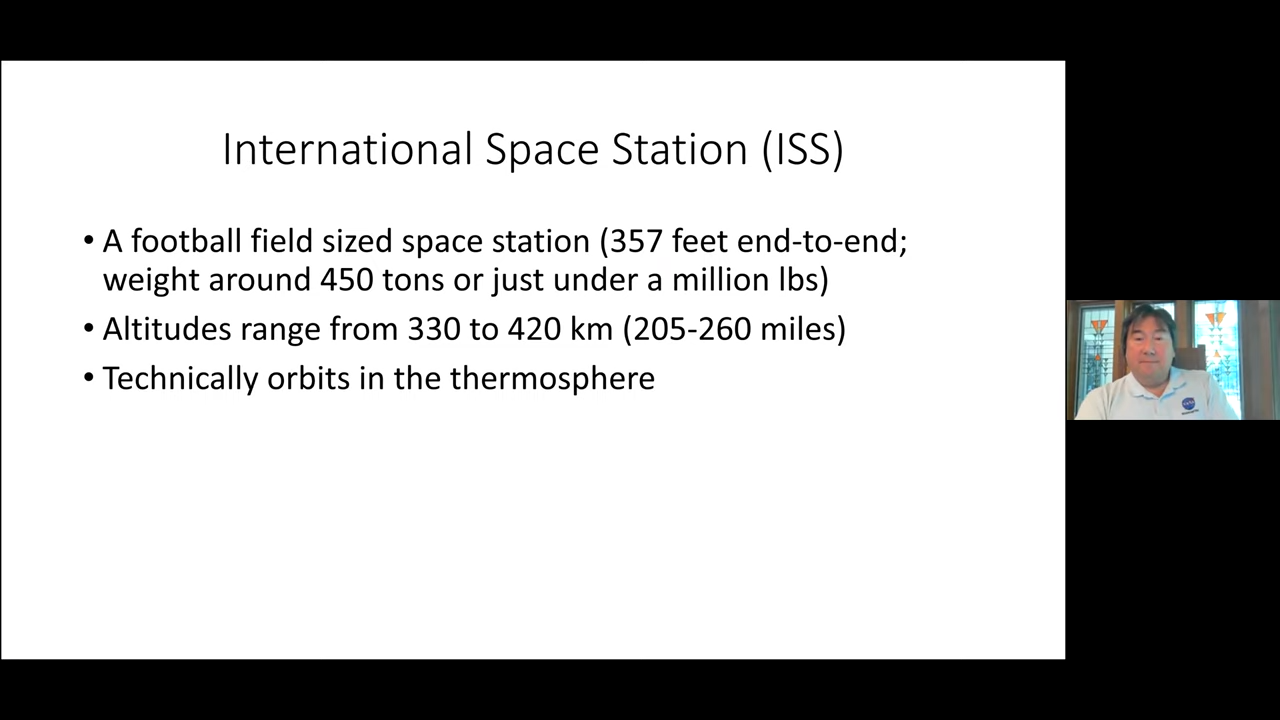 International Space Station (ISS)
• A football field sized space station (357 feet end-to-end;
weight around 450 tons or just under a million lbs)
• Altitudes range from 330 to 420 km (205-260 miles)
• Technically orbits in the thermosphere
NASA